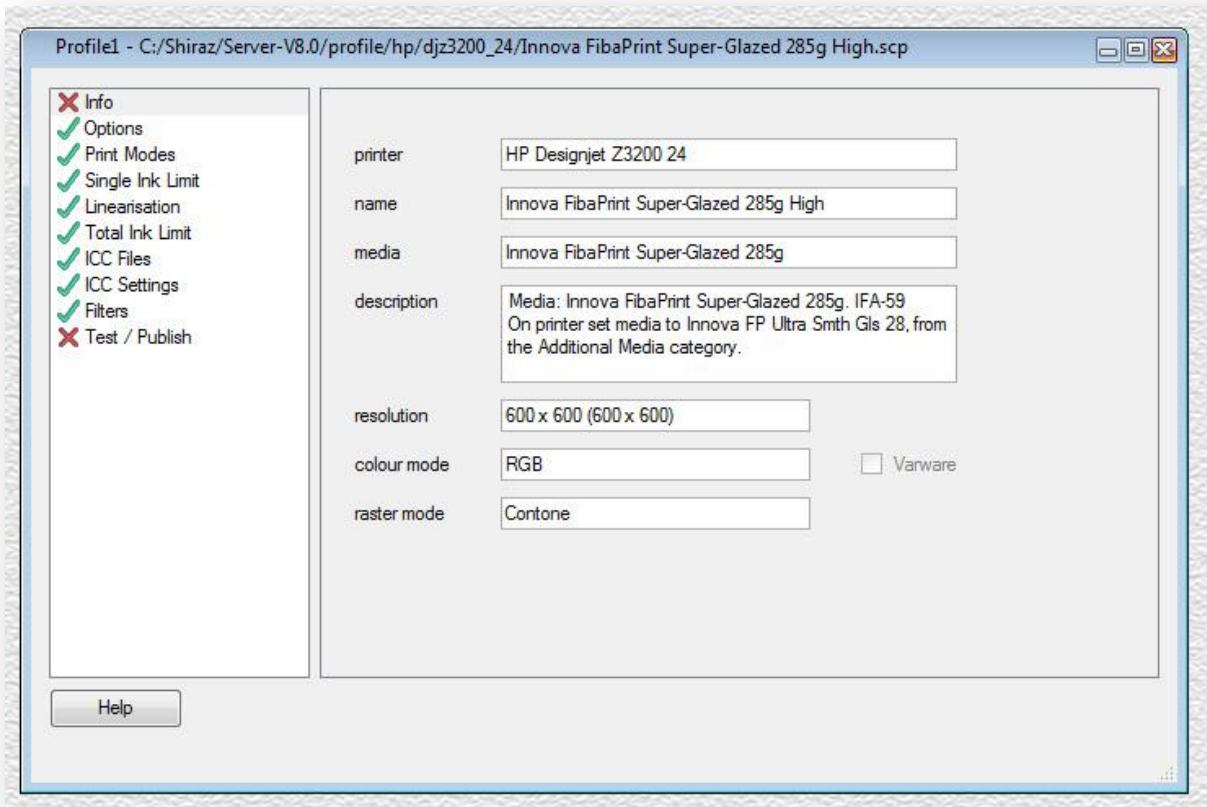 Profile1 - C:/Shiraz/Server-V8.0/profile/hp/djz3200_24/Innova FibaPrint Super-Glazed 285g High.scp
Info
Options
Print Modes
Single Ink Limit
Linearisation
Total Ink Limit
ICC Files
ICC Settings
Filters
Test / Publish
printer
HP Designjet Z3200 24
name
Innova FibaPrint Super-Glazed 285g High
media
Innova FibaPrint Super-Glazed 285g
description
Media: Innova FibaPrint Super-Glazed 285g. IFA-59
On printer set media to Innova FP Ultra Smth Gls 28, from
the Additional Media category.
resolution
600 x 600 (600 x 600)
colour mode
RGB
Varware
raster mode
Contone
Help